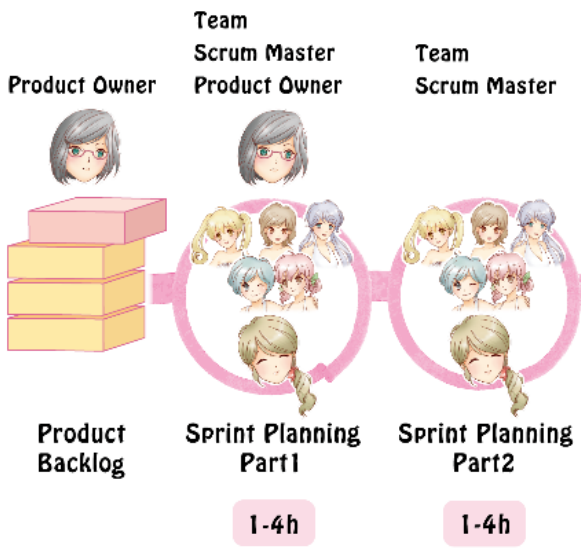 Product Owner
Team
Scrum Master
Product Owner
Team
Scrum Master
Product
Backlog
Sprint Planning
Part1
1-4h
Sprint Planning
Part2
1-4h